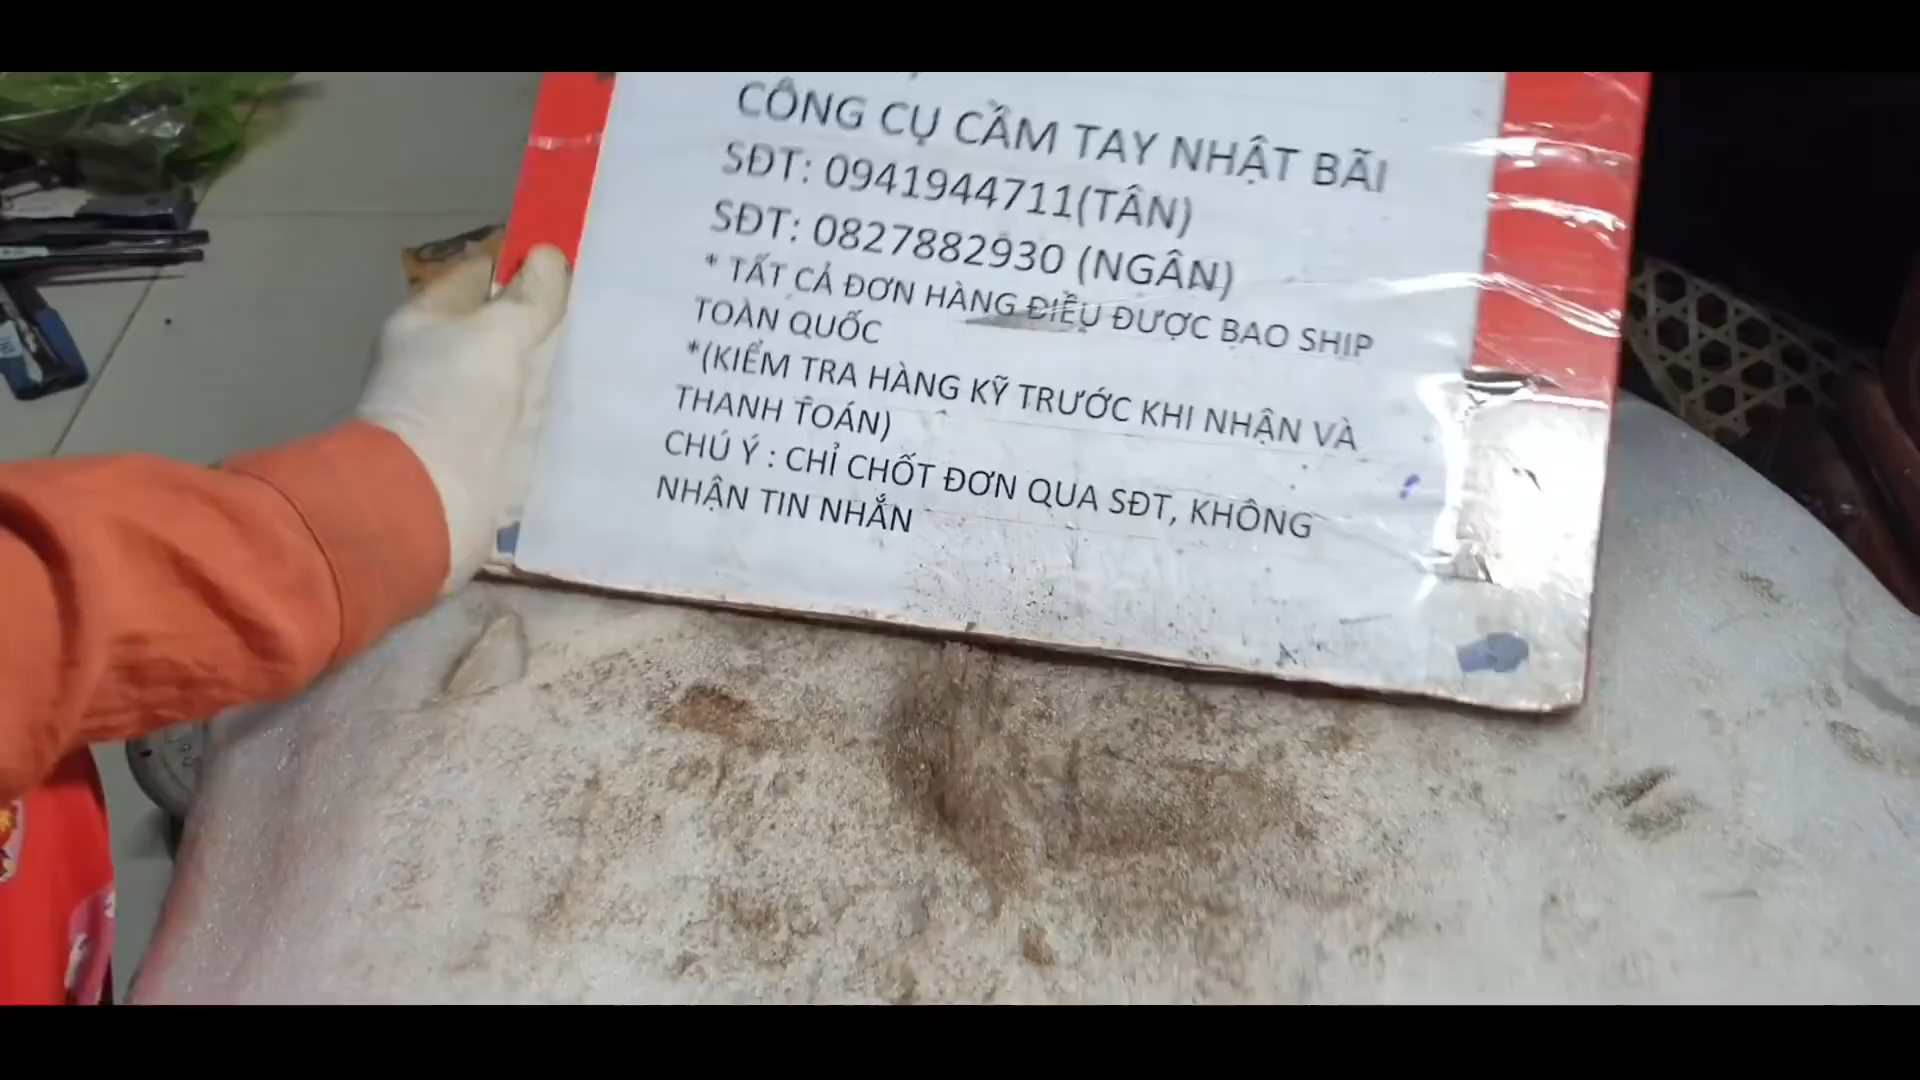 CÔNG CỤ CẦM TAY NHẬT BÃI
SĐT: 0941944711(TÂN)
SĐT: 0827882930 (NGÂN)
* TẤT CẢ ĐƠN HÀNG ĐIỀU ĐƯỢC BAO SHIP
TOÀN QUỐC
*(KIỂM TRA HÀNG KỸ TRƯỚC KHI NHẬN VÀ
THANH TOÁN)
CHÚ Ý : CHỈ CHỐT ĐƠN QUA SĐT, KHÔNG
NHẬN TIN NHẮN